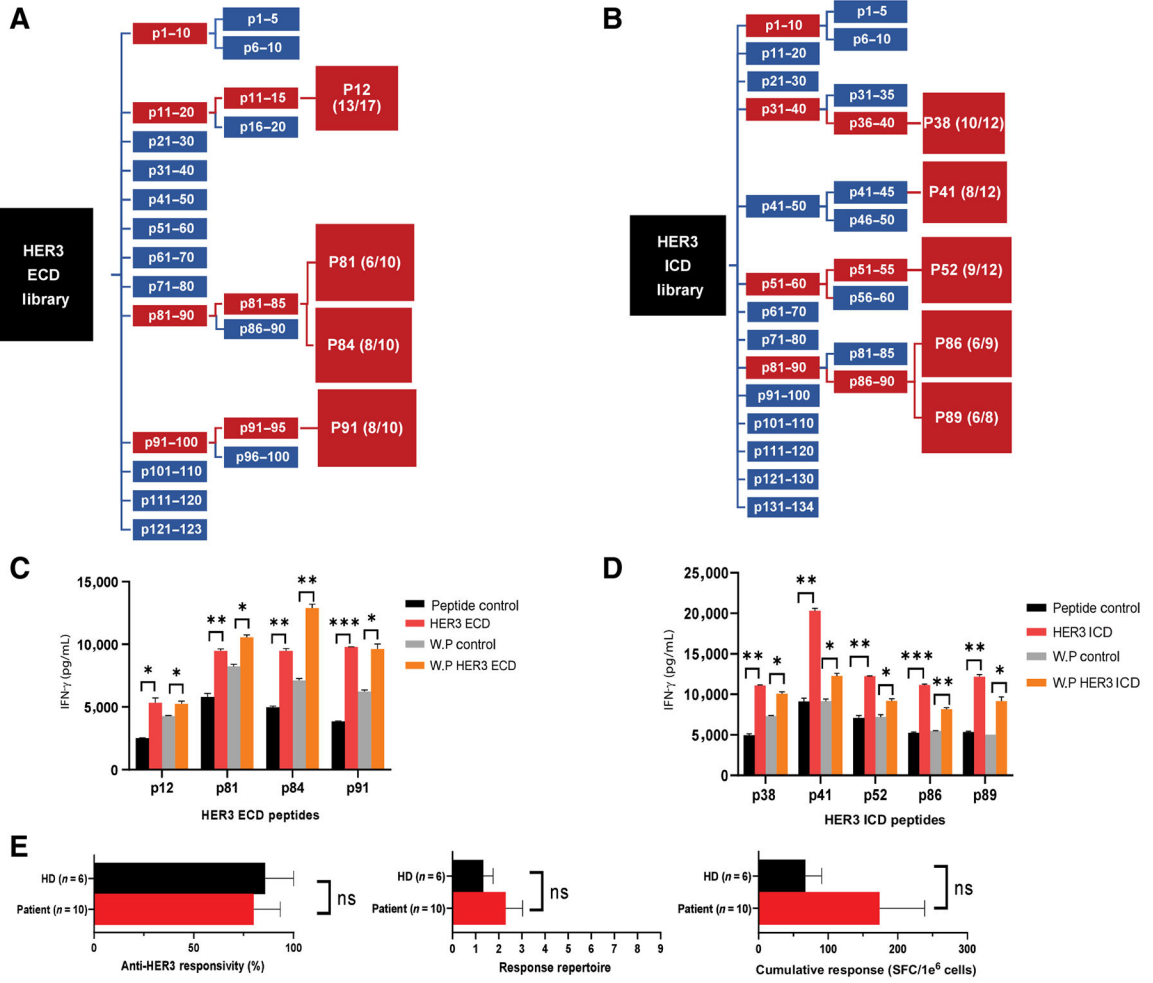 A
HER3
ECD
library
p1–10
p1–5
p6–10
p11–20
p11–15
p16–20
P12
(13/17)
p21–30
p31–40
p41–50
p51–60
p61–70
p71–80
p81–90
p81–85
p86–90
P81 (6/10)
P84 (8/10)
p91–100
p91–95
p96–100
P91 (8/10)
p101–110
p111–120
p121–123
B
HER3
ICD
library
p1–10
p1–5
p6–10
p11–20
p21–30
p31–40
p31–35
p36–40
P38 (10/12)
p41–50
p41–45
p46–50
P41 (8/12)
p51–60
p51–55
p56–60
P52 (9/12)
p61–70
p71–80
p81–90
p81–85
p86–90
P86 (6/9)
P89 (6/8)
p91–100
p101–110
p111–120
p121–130
p131–134
C
IFN-γ (pg/mL)
15,000
10,000
5,000
0
* *
** *
** **
*** *
p12 p81 p84 p91
HER3 ECD peptides
Peptide control
HER3 ECD
W.P control
W.P HER3 ECD
D
IFN-γ (pg/mL)
25,000
20,000
15,000
10,000
5,000
0
** *
** *
** *
*** **
** *
p38 p41 p52 p86 p89
HER3 ICD peptides
Peptide control
HER3 ICD
W.P control
W.P HER3 ICD
E
HD (n = 6)
Patient (n = 10)
ns
0 50 100
Anti-HER3 responsivity (%)
HD (n = 6)
Patient (n = 10)
ns
0 1 2 3 4 5 6 7 8 9
Response repertoire
HD (n = 6)
Patient (n = 10)
ns
0 100 200 300
Cumulative response (SFC/1e⁶ cells)